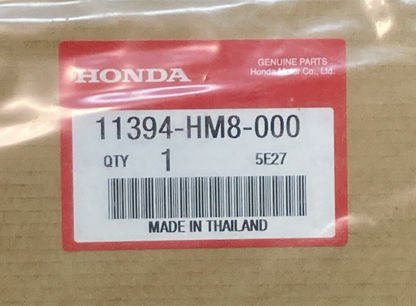 HONDA
GENUINE PARTS
Honda Motor Co., Ltd.
11394-HM8-000
QTY 1 5E27
MADE IN THAILAND